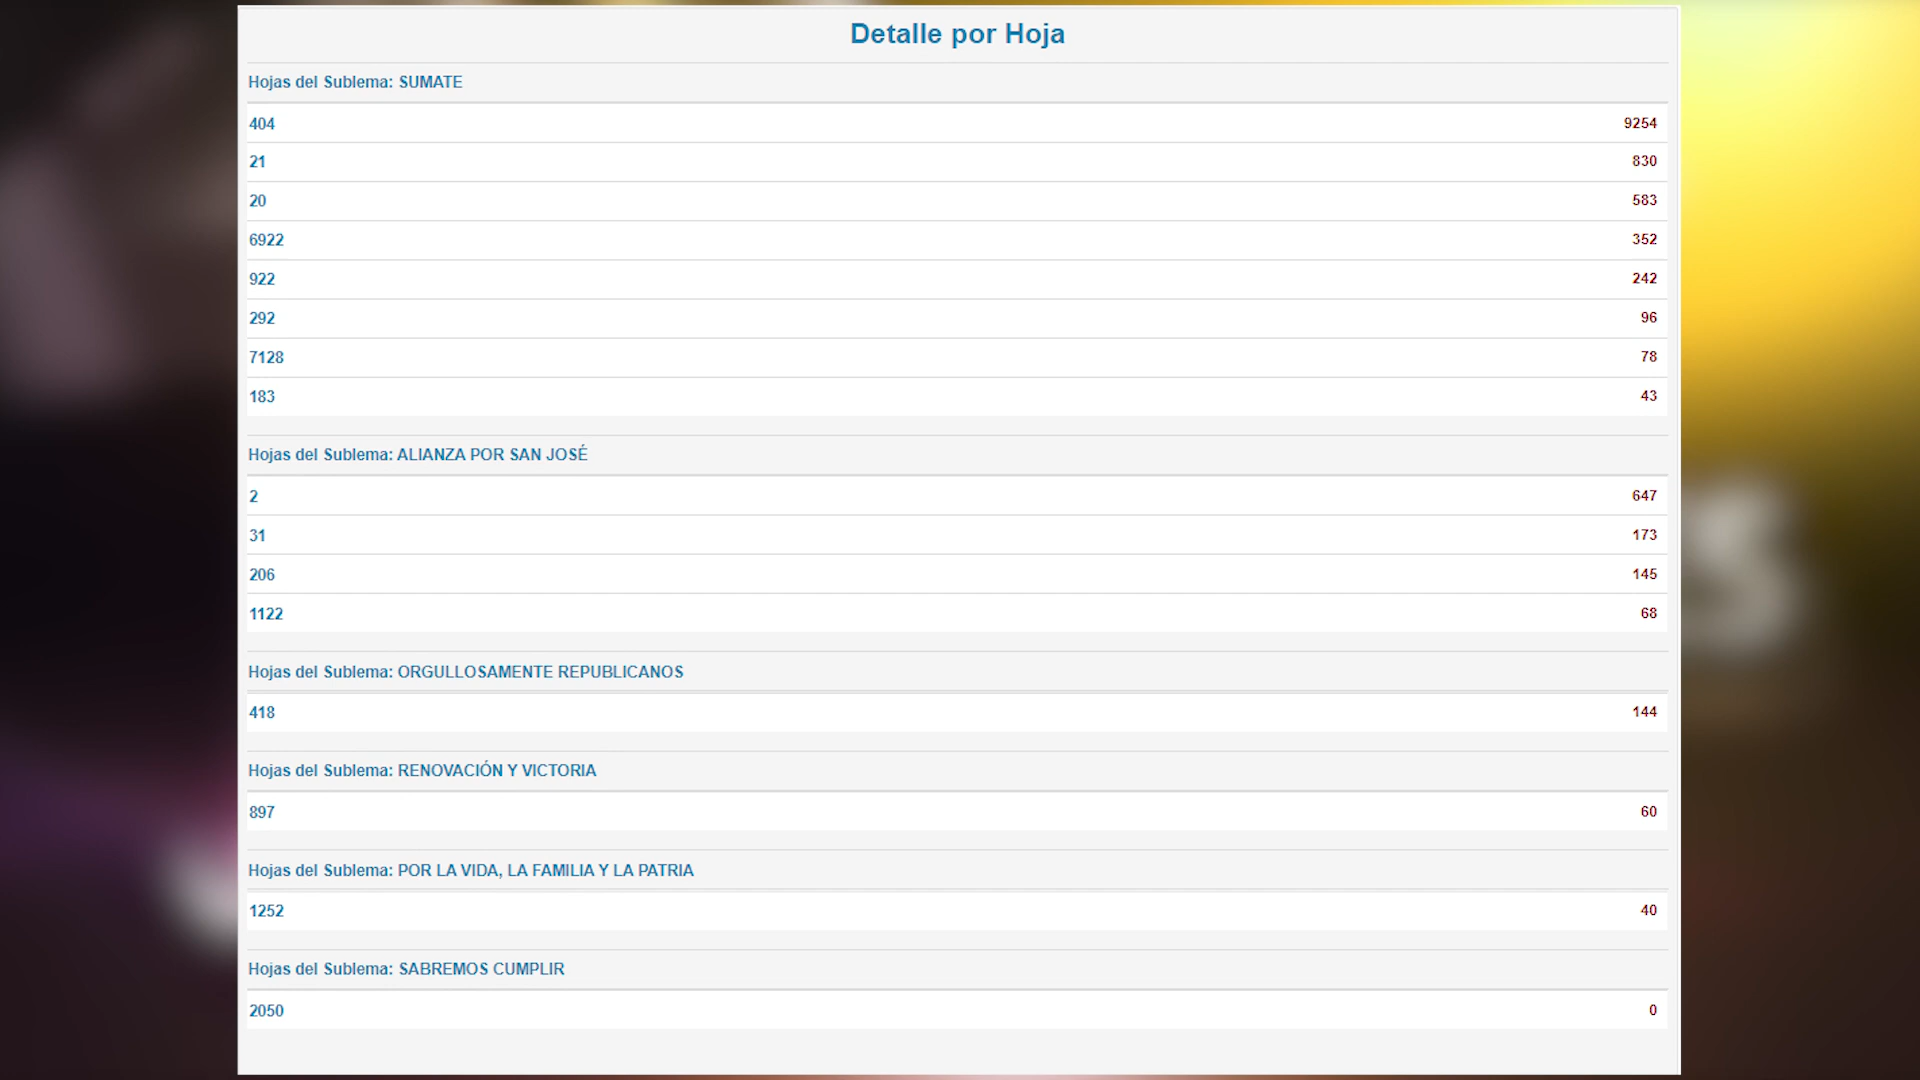 Detalle por Hoja
Hojas del Sublema: SUMATE
404 9254
21 830
20 583
6922 352
922 242
292 96
7128 78
183 43
Hojas del Sublema: ALIANZA POR SAN JOSÉ
2 647
31 173
206 145
1122 68
Hojas del Sublema: ORGULLOSAMENTE REPUBLICANOS
418 144
Hojas del Sublema: RENOVACIÓN Y VICTORIA
897 60
Hojas del Sublema: POR LA VIDA, LA FAMILIA Y LA PATRIA
1252 40
Hojas del Sublema: SABREMOS CUMPLIR
2050 0